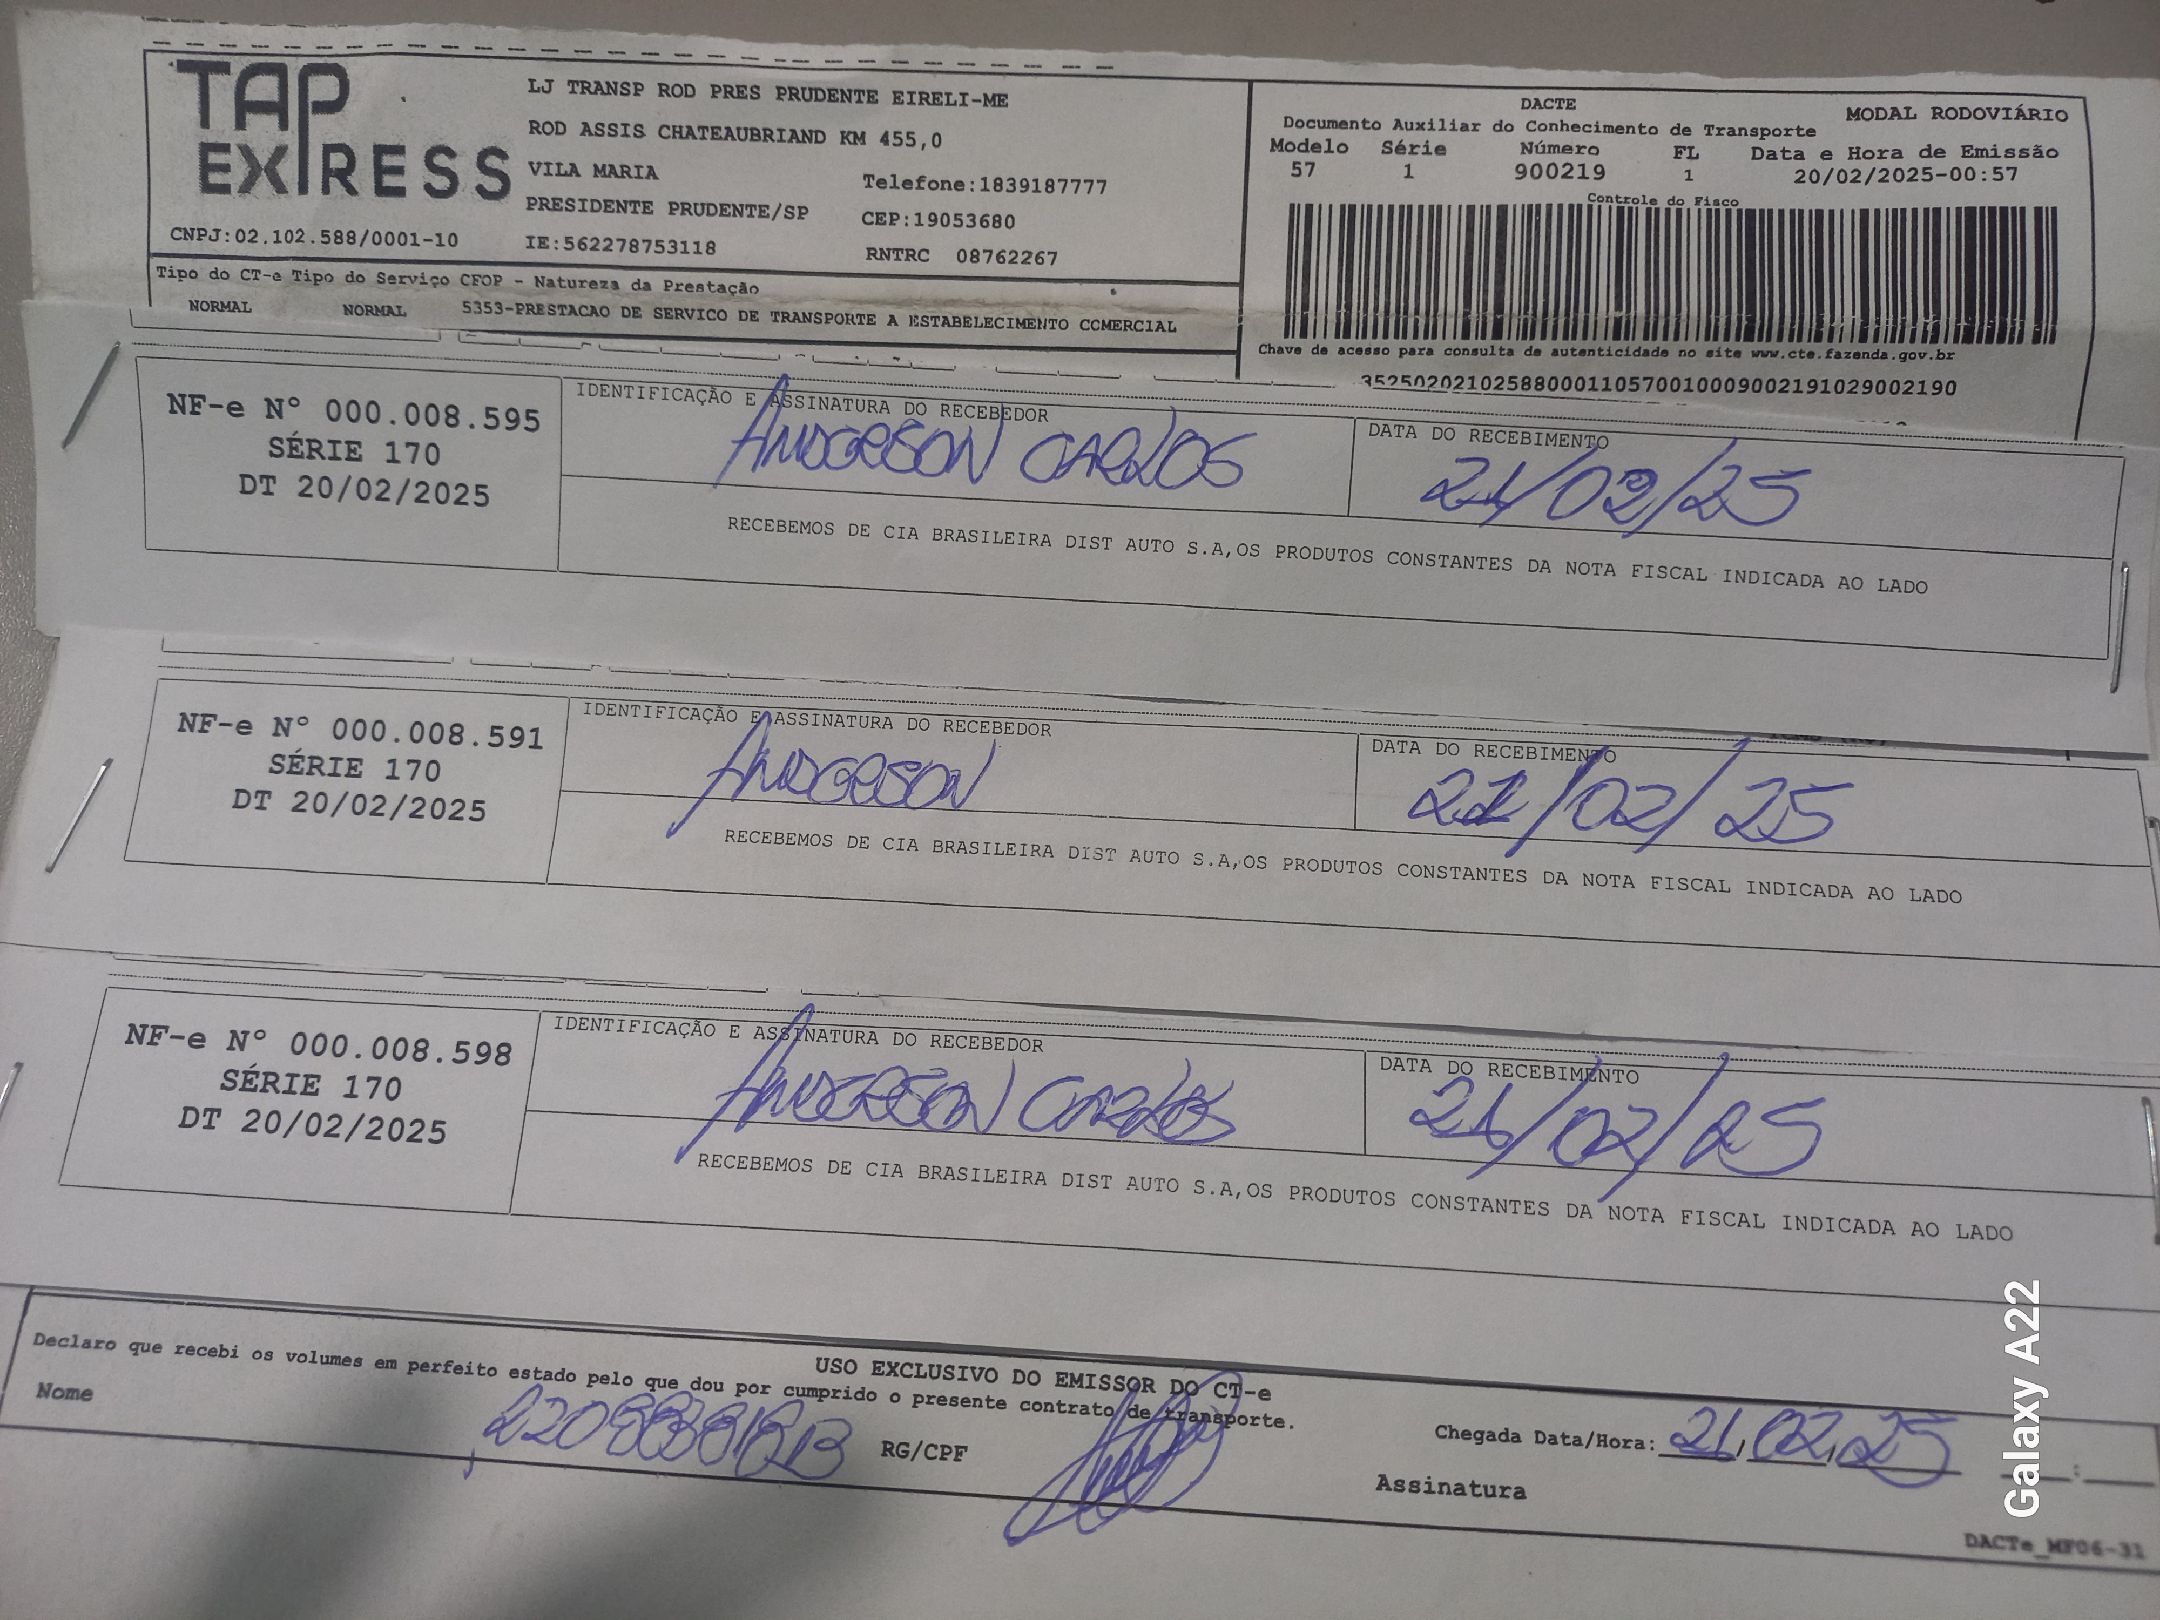 TAP EXPRESS
LJ TRANSP ROD PRES PRUDENTE EIRELI-ME
ROD ASSIS CHATEAUBRIAND KM 455,0
VILA MARIA
Telefone:1839187777
PRESIDENTE PRUDENTE/SP
CEP:19053680
CNPJ:02.102.588/0001-10
IE:562278753118
RNTRC 08762267
Tipo do CT-e Tipo do Serviço CFOP - Natureza da Prestação
NORMAL NORMAL 5353-PRESTACAO DE SERVICO DE TRANSPORTE A ESTABELECIMENTO COMERCIAL
DACTE
MODAL RODOVIÁRIO
Documento Auxiliar do Conhecimento de Transporte
Modelo Série Número FL Data e Hora de Emissão
57 1 900219 1 20/02/2025-00:57
Controle do Fisco
Chave de acesso para consulta de autenticidade no site www.cte.fazenda.gov.br
35250202102588000110570010009002191029002190
NF-e Nº 000.008.595
SÉRIE 170
DT 20/02/2025
IDENTIFICAÇÃO E ASSINATURA DO RECEBEDOR
ANDERSON CARLOS
DATA DO RECEBIMENTO
21/02/25
RECEBEMOS DE CIA BRASILEIRA DIST AUTO S.A,OS PRODUTOS CONSTANTES DA NOTA FISCAL INDICADA AO LADO
NF-e Nº 000.008.591
SÉRIE 170
DT 20/02/2025
IDENTIFICAÇÃO E ASSINATURA DO RECEBEDOR
ANDERSON
DATA DO RECEBIMENTO
21/02/25
RECEBEMOS DE CIA BRASILEIRA DIST AUTO S.A,OS PRODUTOS CONSTANTES DA NOTA FISCAL INDICADA AO LADO
NF-e Nº 000.008.598
SÉRIE 170
DT 20/02/2025
IDENTIFICAÇÃO E ASSINATURA DO RECEBEDOR
ANDERSON CARLOS
DATA DO RECEBIMENTO
21/02/25
RECEBEMOS DE CIA BRASILEIRA DIST AUTO S.A,OS PRODUTOS CONSTANTES DA NOTA FISCAL INDICADA AO LADO
USO EXCLUSIVO DO EMISSOR DO CT-e
Declaro que recebi os volumes em perfeito estado pelo que dou por cumprido o presente contrato de transporte.
Nome
RG/CPF
Chegada Data/Hora: 21/02/25 :
Assinatura
DACTe_MF06-31
Galaxy A22